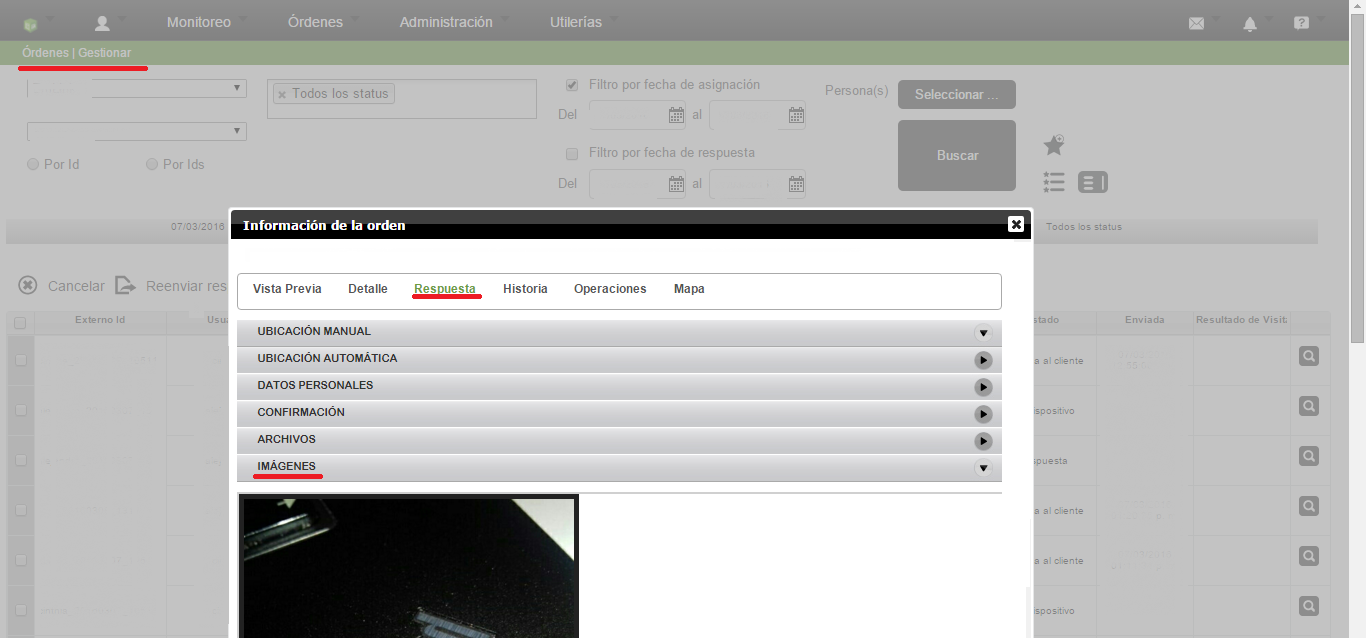 Monitoreo Órdenes Administración Utilerías
Órdenes | Gestionar
Todos los status
Filtro por fecha de asignación
Persona(s) Seleccionar ...
Del al
Buscar
Filtro por fecha de respuesta
Por Id Por Ids
Del al
07/03/2016 Todos los status
Información de la orden
Cancelar Reenviar res
Vista Previa Detalle Respuesta Historia Operaciones Mapa
Externo Id Usu stado Enviada Resultado de Visit
UBICACIÓN MANUAL
UBICACIÓN AUTOMÁTICA
a al cliente
DATOS PERSONALES
CONFIRMACIÓN
ispositivo
ARCHIVOS
IMÁGENES
spuesta
a al cliente
a al cliente
ispositivo